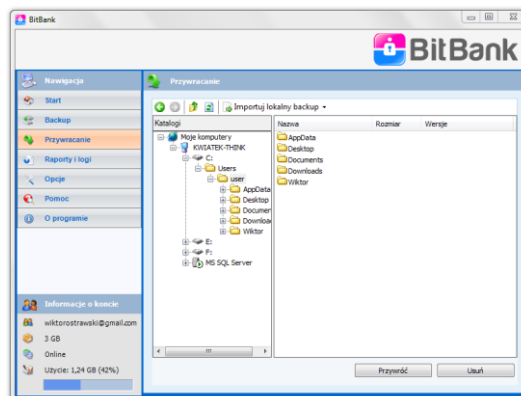 BitBank
BitBank
Nawigacja
Start
Backup
Przywracanie
Raporty i logi
Opcje
Pomoc
O programie
Informacje o koncie
wiktorostrawski@gmail.com
3 GB
Online
Użycie: 1,24 GB (42%)
Przywracanie
Importuj lokalny backup
Katalogi
Moje komputery
KWIATEK-THINK
C:
Users
user
AppData
Desktop
Documen
Downloa
Wiktor
E:
F:
MS SQL Server
Nazwa Rozmiar Wersje
AppData
Desktop
Documents
Downloads
Wiktor
Przywróć Usuń